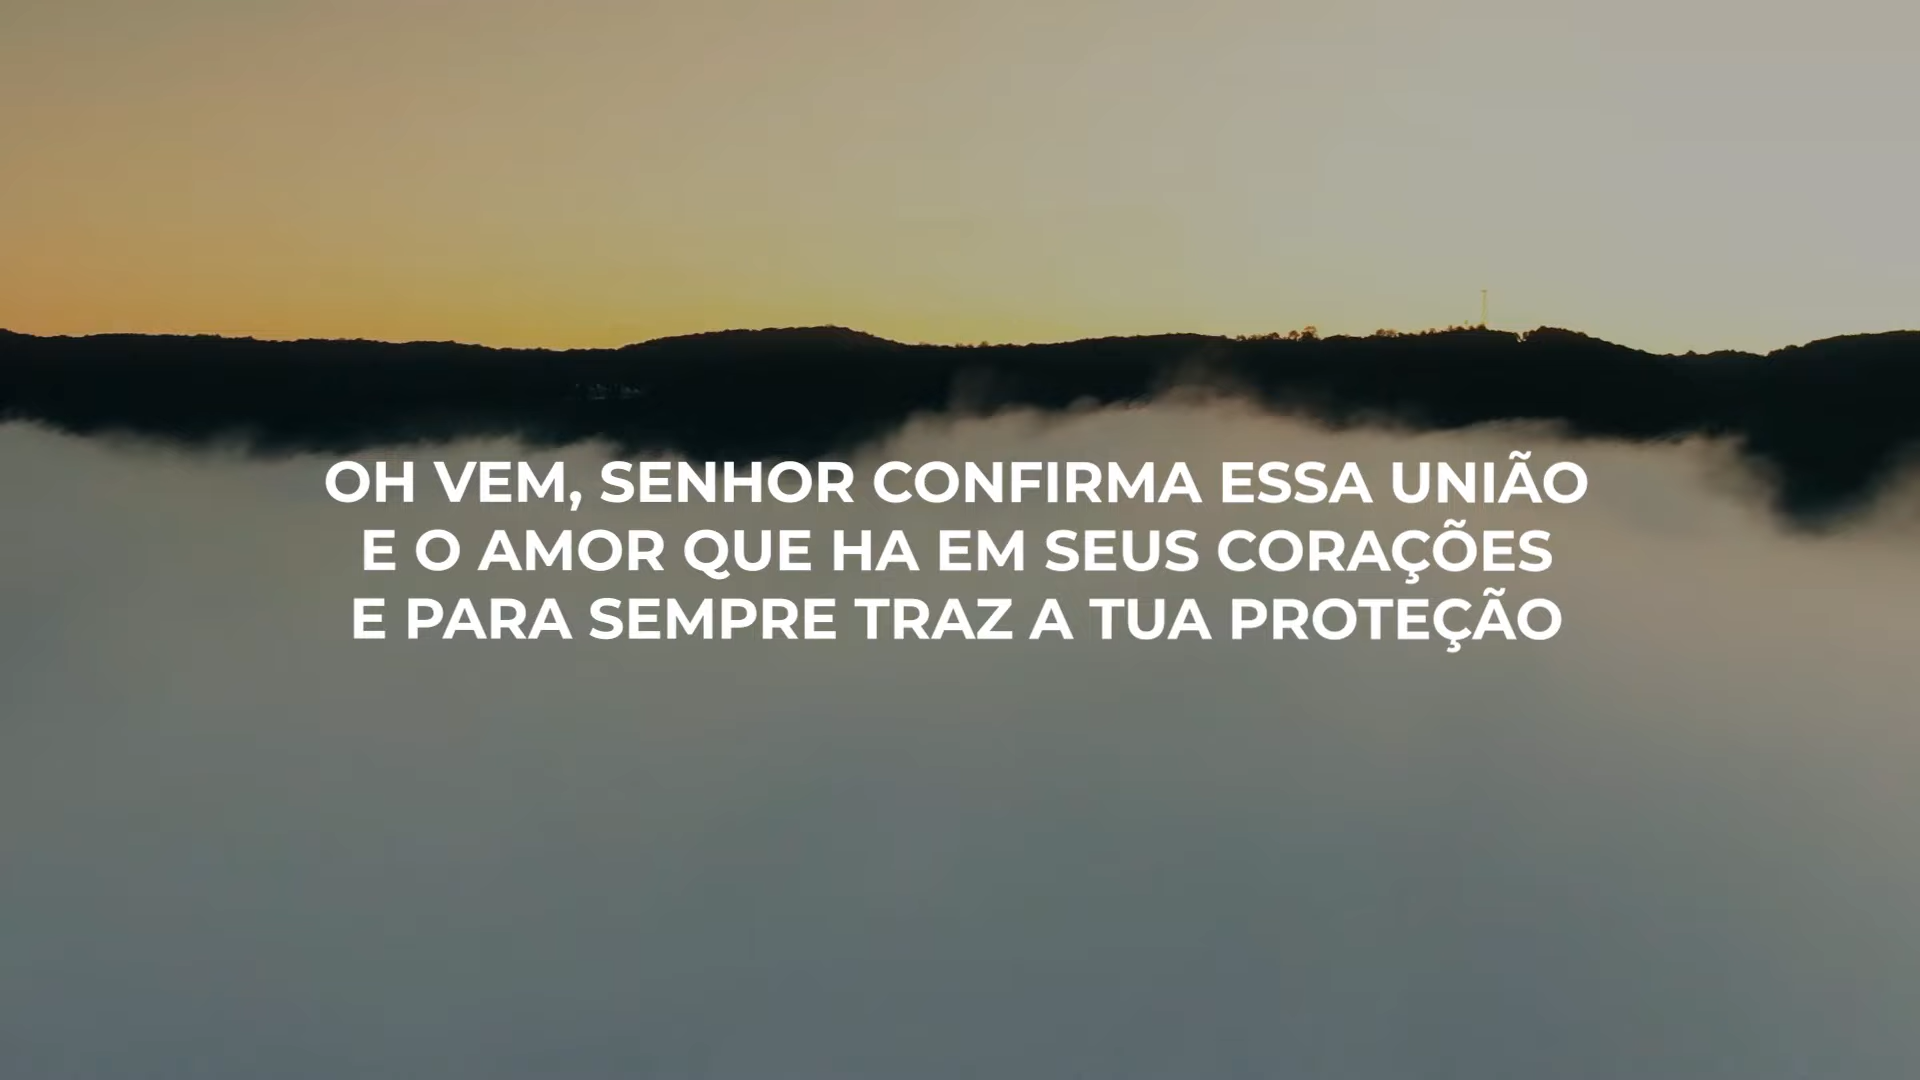 OH VEM, SENHOR CONFIRMA ESSA UNIÃO
E O AMOR QUE HA EM SEUS CORAÇÕES
E PARA SEMPRE TRAZ A TUA PROTEÇÃO